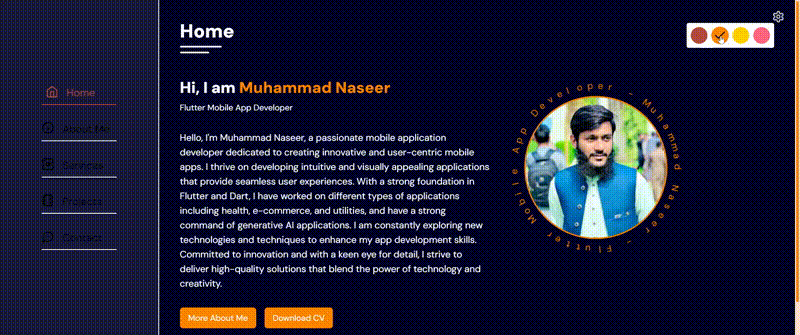 Home
Home
About Me
Services
Projects
Contact
Hi, I am Muhammad Naseer
Flutter Mobile App Developer
Hello, I'm Muhammad Naseer, a passionate mobile application
developer dedicated to creating innovative and user-centric mobile
apps. I thrive on developing intuitive and visually appealing applications
that provide seamless user experiences. With a strong foundation in
Flutter and Dart, I have worked on different types of applications
including health, e-commerce, and utilities, and have a strong
command of generative AI applications. I am constantly exploring new
technologies and techniques to enhance my app development skills.
Committed to innovation and with a keen eye for detail, I strive to
deliver high-quality solutions that blend the power of technology and
creativity.
More About Me
Download CV
Muhammad Naseer - Flutter Mobile App Developer -